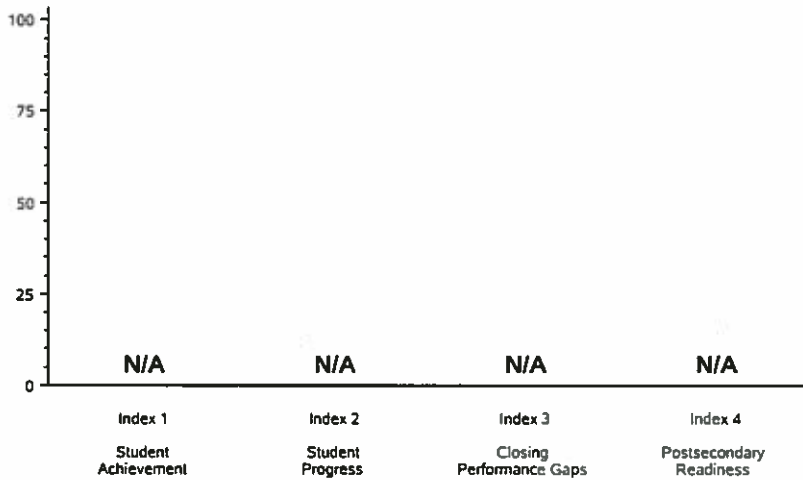 100
75
50
25
0
N/A N/A N/A N/A
Index 1 Index 2 Index 3 Index 4
Student Student Closing Postsecondary
Achievement Progress Performance Gaps Readiness